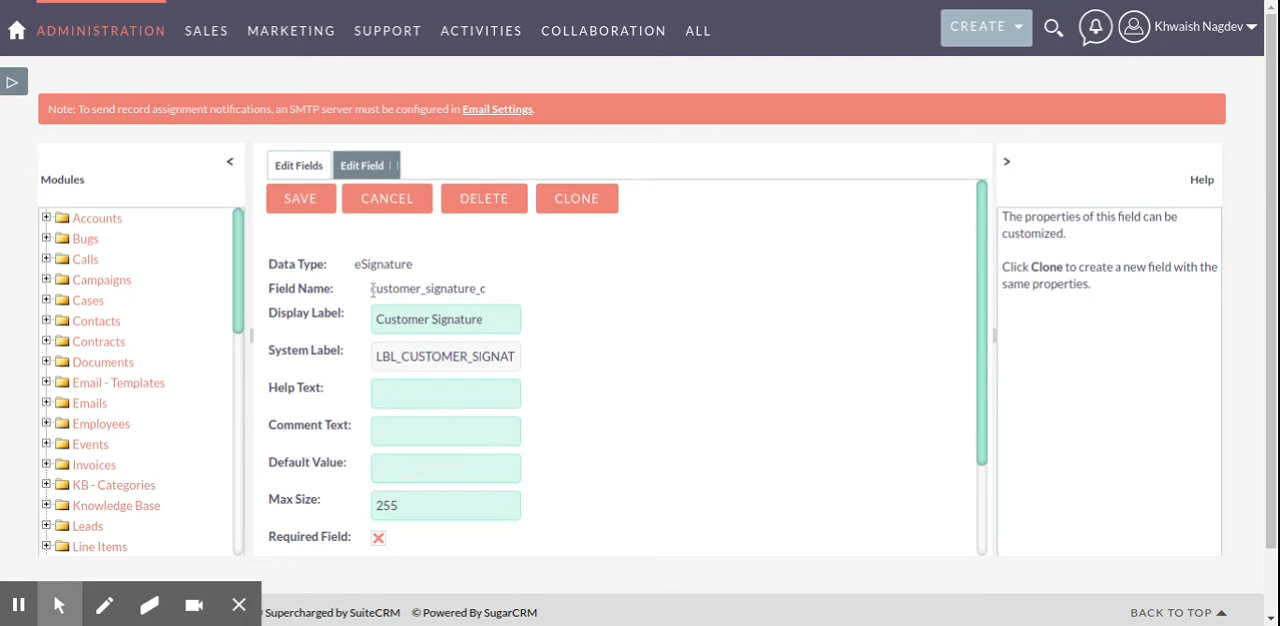 ADMINISTRATION SALES MARKETING SUPPORT ACTIVITIES COLLABORATION ALL CREATE Khwaish Nagdev
Note: To send record assignment notifications, an SMTP server must be configured in Email Settings.
Modules
Accounts
Bugs
Calls
Campaigns
Cases
Contacts
Contracts
Documents
Email - Templates
Emails
Employees
Events
Invoices
KB - Categories
Knowledge Base
Leads
Line Items
Edit Fields Edit Field
SAVE CANCEL DELETE CLONE
Data Type: eSignature
Field Name: customer_signature_c
Display Label: Customer Signature
System Label: LBL_CUSTOMER_SIGNAT
Help Text:
Comment Text:
Default Value:
Max Size: 255
Required Field:
Help
The properties of this field can be
customized.
Click Clone to create a new field with the
same properties.
Supercharged by SuiteCRM © Powered By SugarCRM
BACK TO TOP